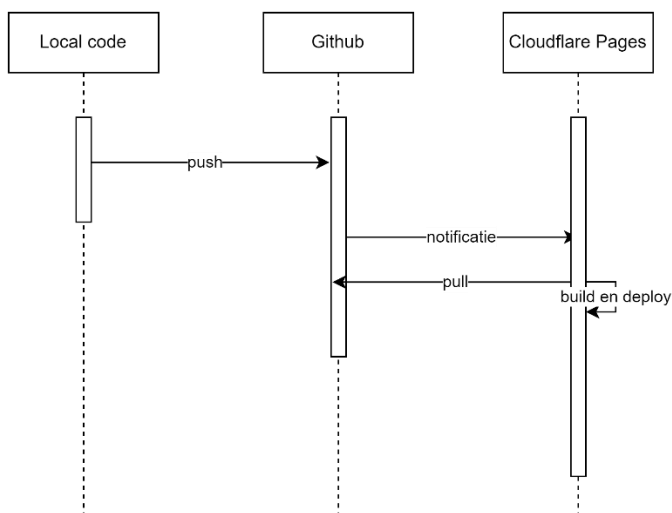 Local code
Github
Cloudflare Pages
push
notificatie
pull
build en deploy